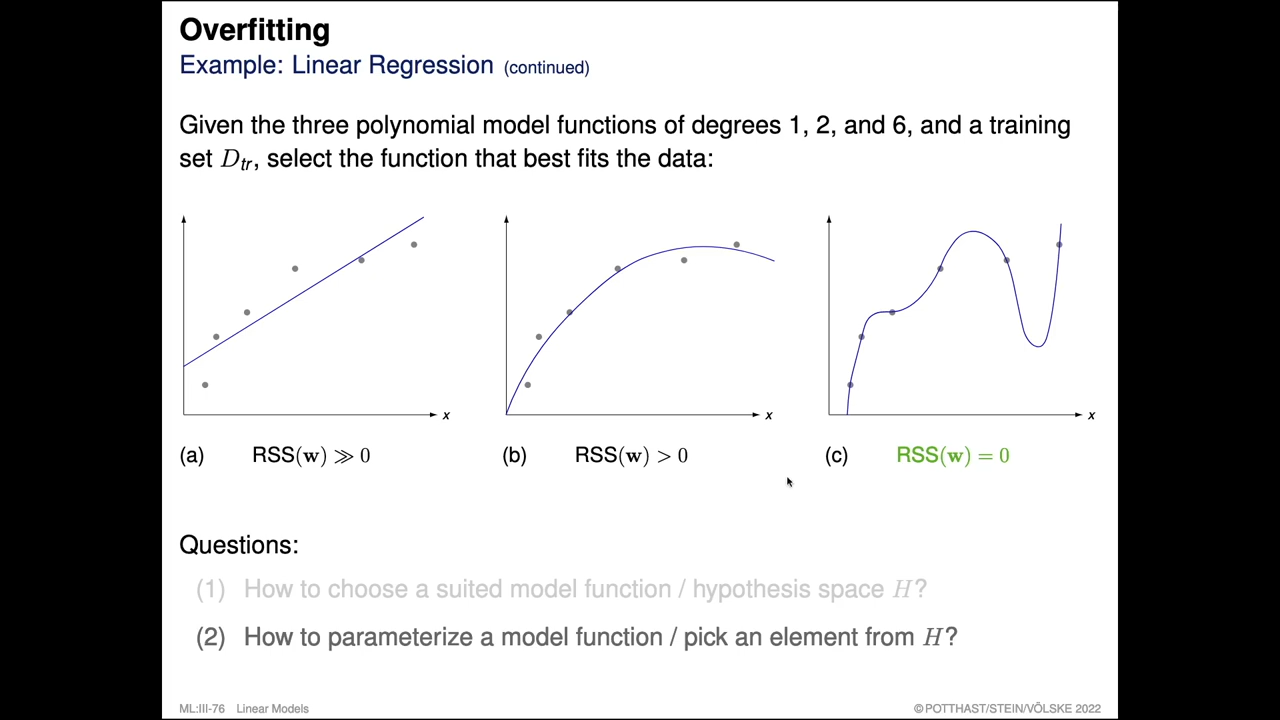 Overfitting
Example: Linear Regression (continued)
Given the three polynomial model functions of degrees 1, 2, and 6, and a training
set Dtr, select the function that best fits the data:
x
x
x
(a) RSS(w) ≫ 0
(b) RSS(w) > 0
(c) RSS(w) = 0
Questions:
(1) How to choose a suited model function / hypothesis space H?
(2) How to parameterize a model function / pick an element from H?
ML:III-76 Linear Models
©POTTHAST/STEIN/VÖLSKE 2022